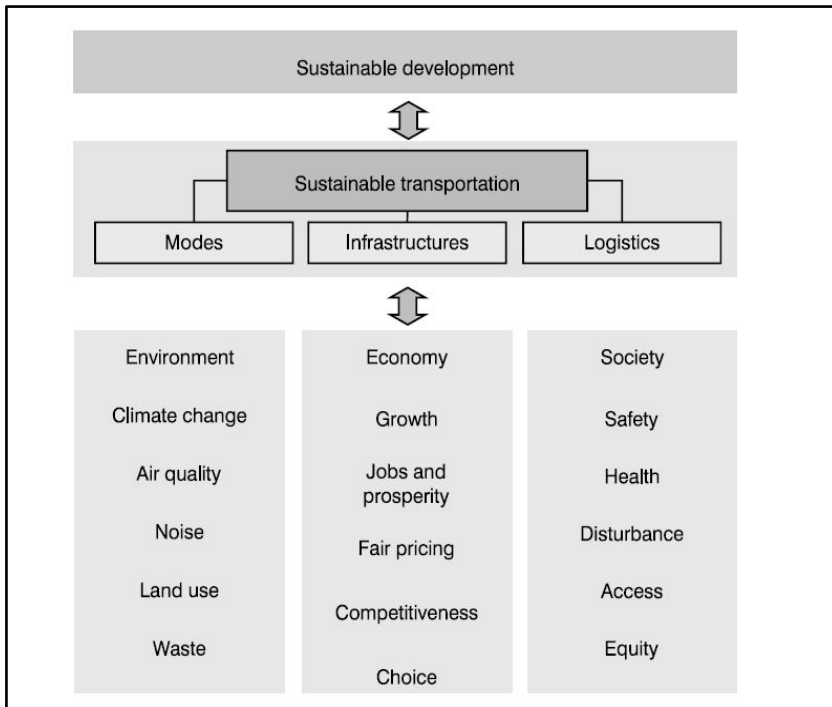 Sustainable development
Sustainable transportation
Modes
Infrastructures
Logistics
Environment
Climate change
Air quality
Noise
Land use
Waste
Economy
Growth
Jobs and
prosperity
Fair pricing
Competitiveness
Choice
Society
Safety
Health
Disturbance
Access
Equity